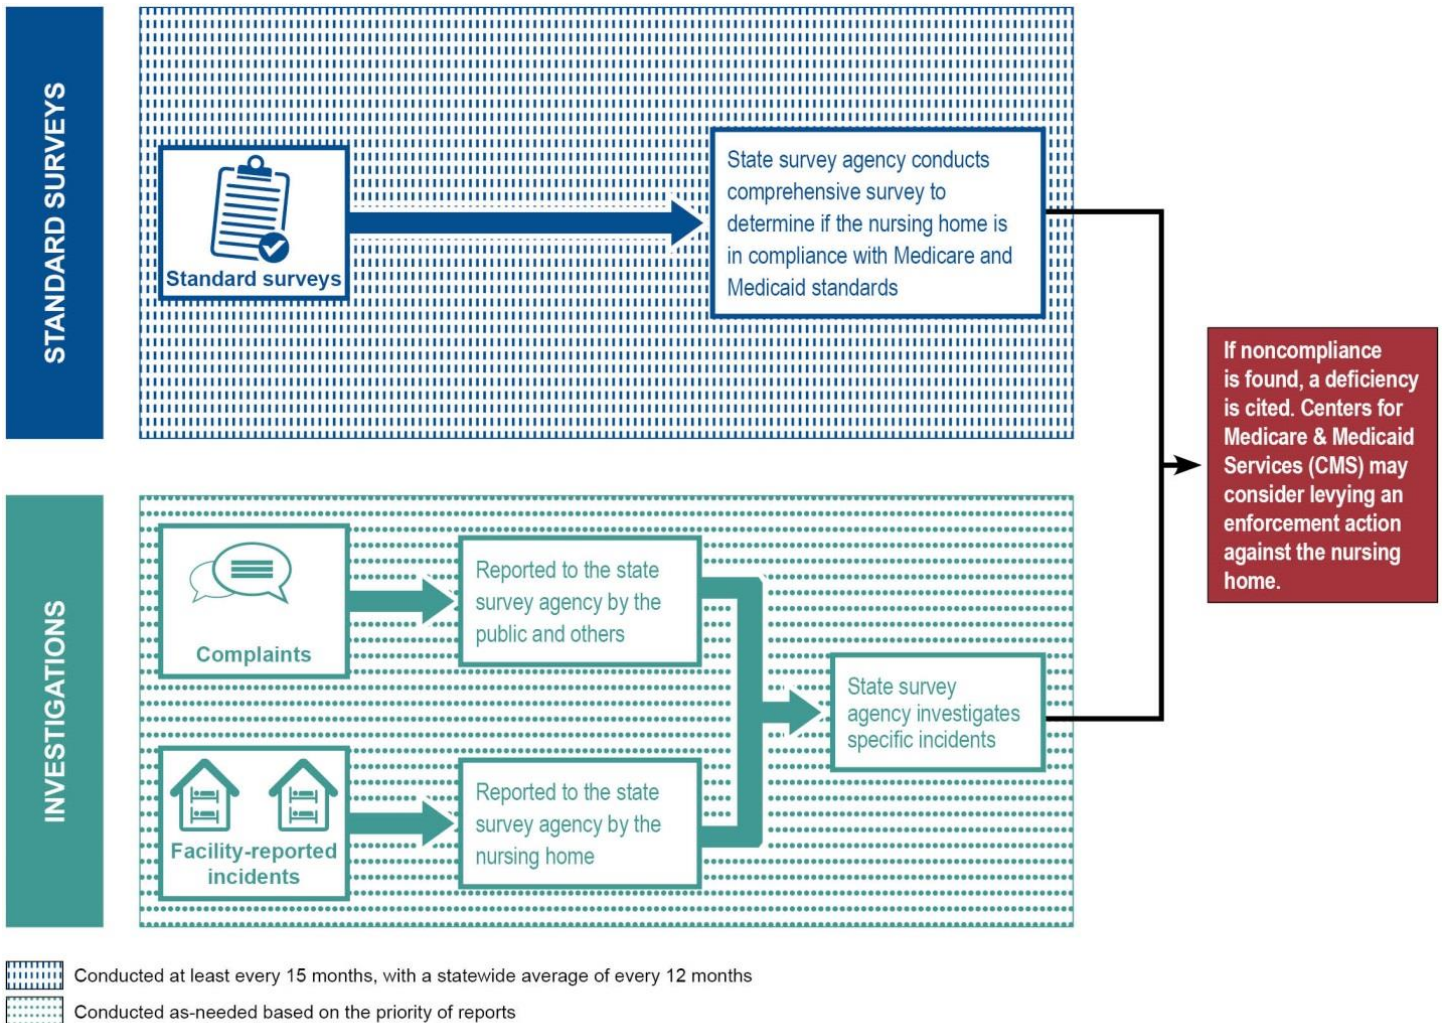 STANDARD SURVEYS
Standard surveys
State survey agency conducts
comprehensive survey to
determine if the nursing home is
in compliance with Medicare and
Medicaid standards
If noncompliance
is found, a deficiency
is cited. Centers for
Medicare & Medicaid
Services (CMS) may
consider levying an
enforcement action
against the nursing
home.
INVESTIGATIONS
Complaints
Reported to the state
survey agency by the
public and others
Facility-reported
incidents
Reported to the state
survey agency by the
nursing home
State survey
agency investigates
specific incidents
Conducted at least every 15 months, with a statewide average of every 12 months
Conducted as-needed based on the priority of reports